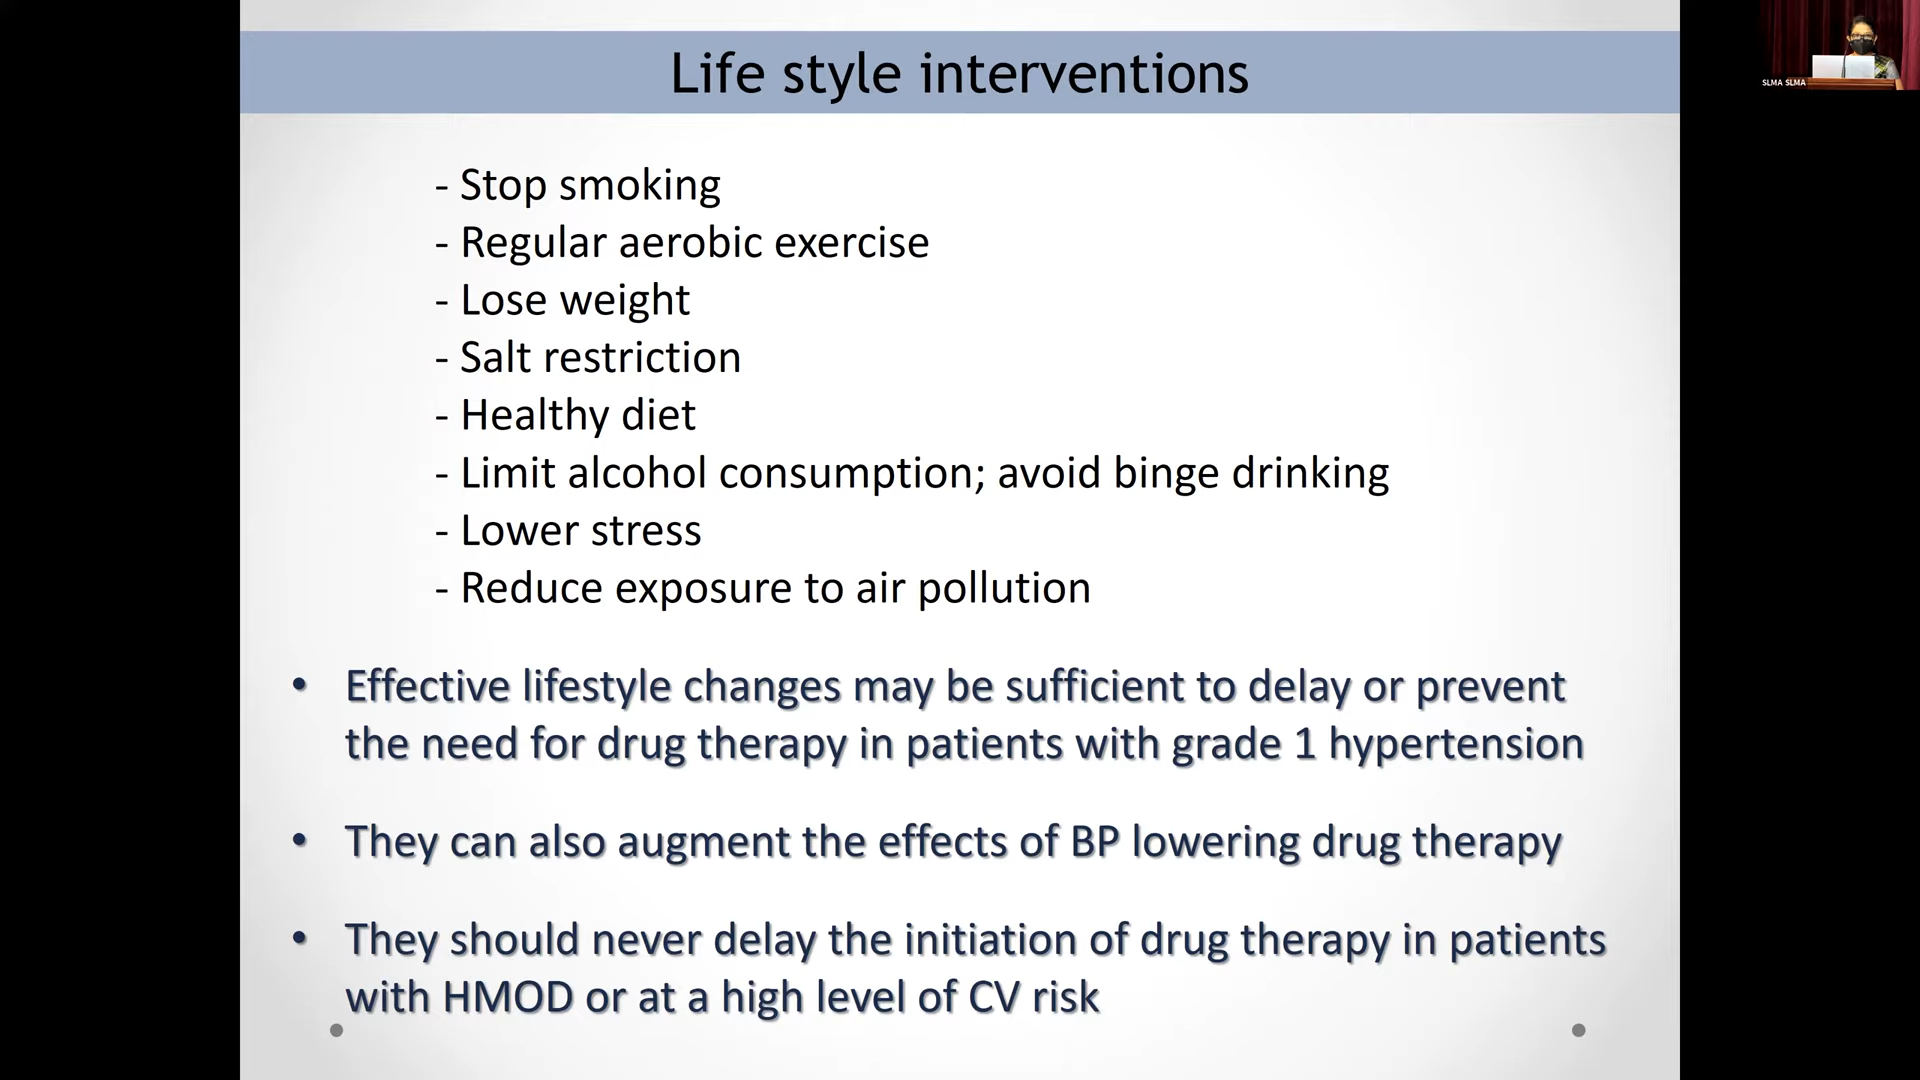 Life style interventions
SLMA SLMA
- Stop smoking
- Regular aerobic exercise
- Lose weight
- Salt restriction
- Healthy diet
- Limit alcohol consumption; avoid binge drinking
- Lower stress
- Reduce exposure to air pollution
• Effective lifestyle changes may be sufficient to delay or prevent
the need for drug therapy in patients with grade 1 hypertension
• They can also augment the effects of BP lowering drug therapy
• They should never delay the initiation of drug therapy in patients
with HMOD or at a high level of CV risk